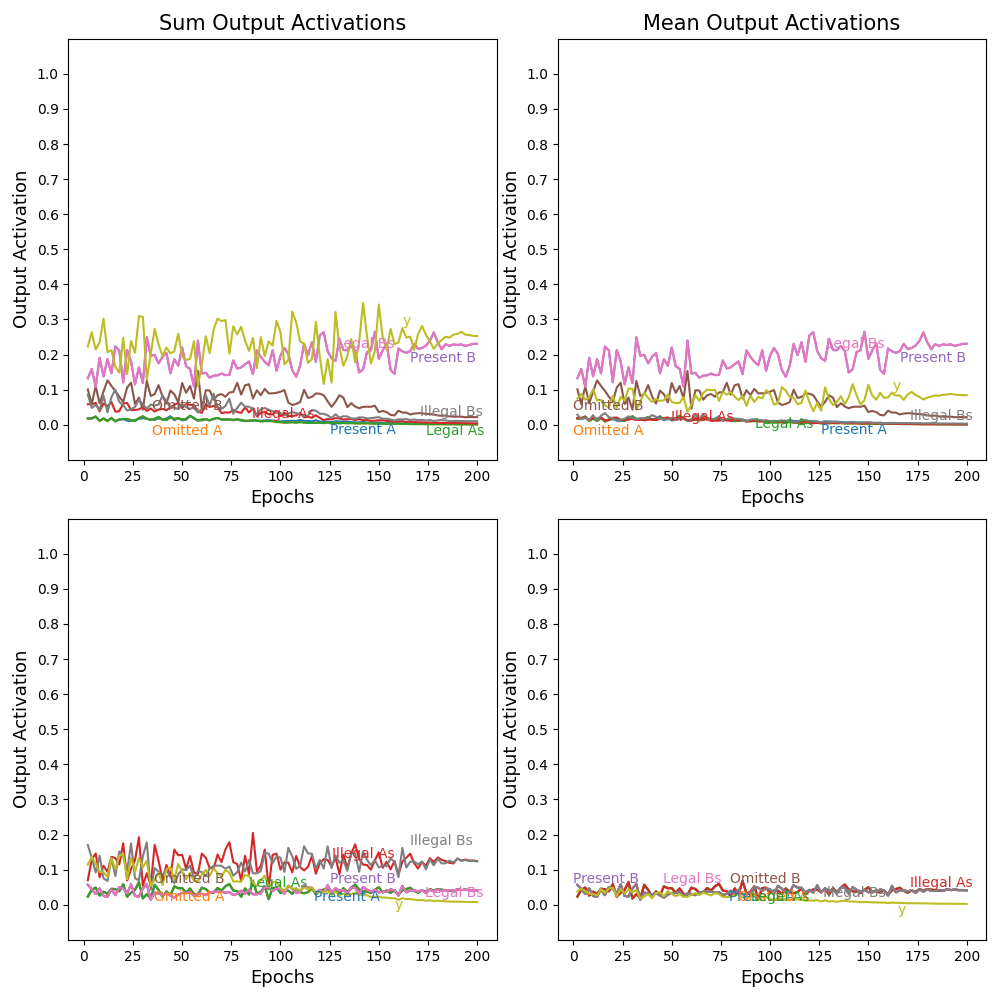 Sum Output Activations
Mean Output Activations
Output Activation
1.0
0.9
0.8
0.7
0.6
0.5
0.4
0.3
0.2
0.1
0.0
y
Legal Bs
Present B
Omitted B
Illegal As
Illegal Bs
Omitted A
Present A
Legal As
0 25 50 75 100 125 150 175 200
Epochs
Output Activation
1.0
0.9
0.8
0.7
0.6
0.5
0.4
0.3
0.2
0.1
0.0
Legal Bs
Present B
y
Omitted B
Illegal As
Illegal Bs
Omitted A
Legal As
Present A
0 25 50 75 100 125 150 175 200
Epochs
Output Activation
1.0
0.9
0.8
0.7
0.6
0.5
0.4
0.3
0.2
0.1
0.0
Illegal Bs
Illegal As
Omitted B
Legal As
Present B
Omitted A
Present A
Legal Bs
y
0 25 50 75 100 125 150 175 200
Epochs
Output Activation
1.0
0.9
0.8
0.7
0.6
0.5
0.4
0.3
0.2
0.1
0.0
Present B
Legal Bs
Omitted B
Illegal As
Illegal Bs
Legal As
y
0 25 50 75 100 125 150 175 200
Epochs